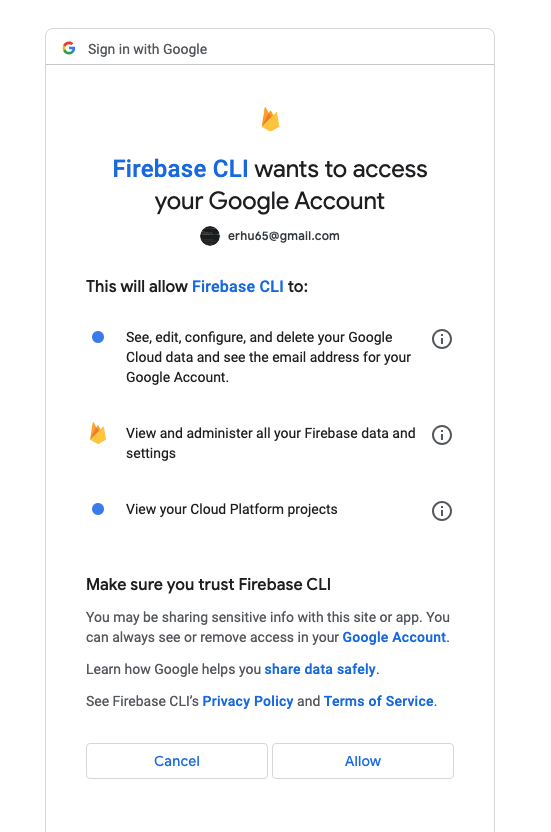 Sign in with Google
Firebase CLI wants to access
your Google Account
erhu65@gmail.com
This will allow Firebase CLI to:
See, edit, configure, and delete your Google
Cloud data and see the email address for your
Google Account.
View and administer all your Firebase data and
settings
View your Cloud Platform projects
Make sure you trust Firebase CLI
You may be sharing sensitive info with this site or app. You
can always see or remove access in your Google Account.
Learn how Google helps you share data safely.
See Firebase CLI’s Privacy Policy and Terms of Service.
Cancel
Allow